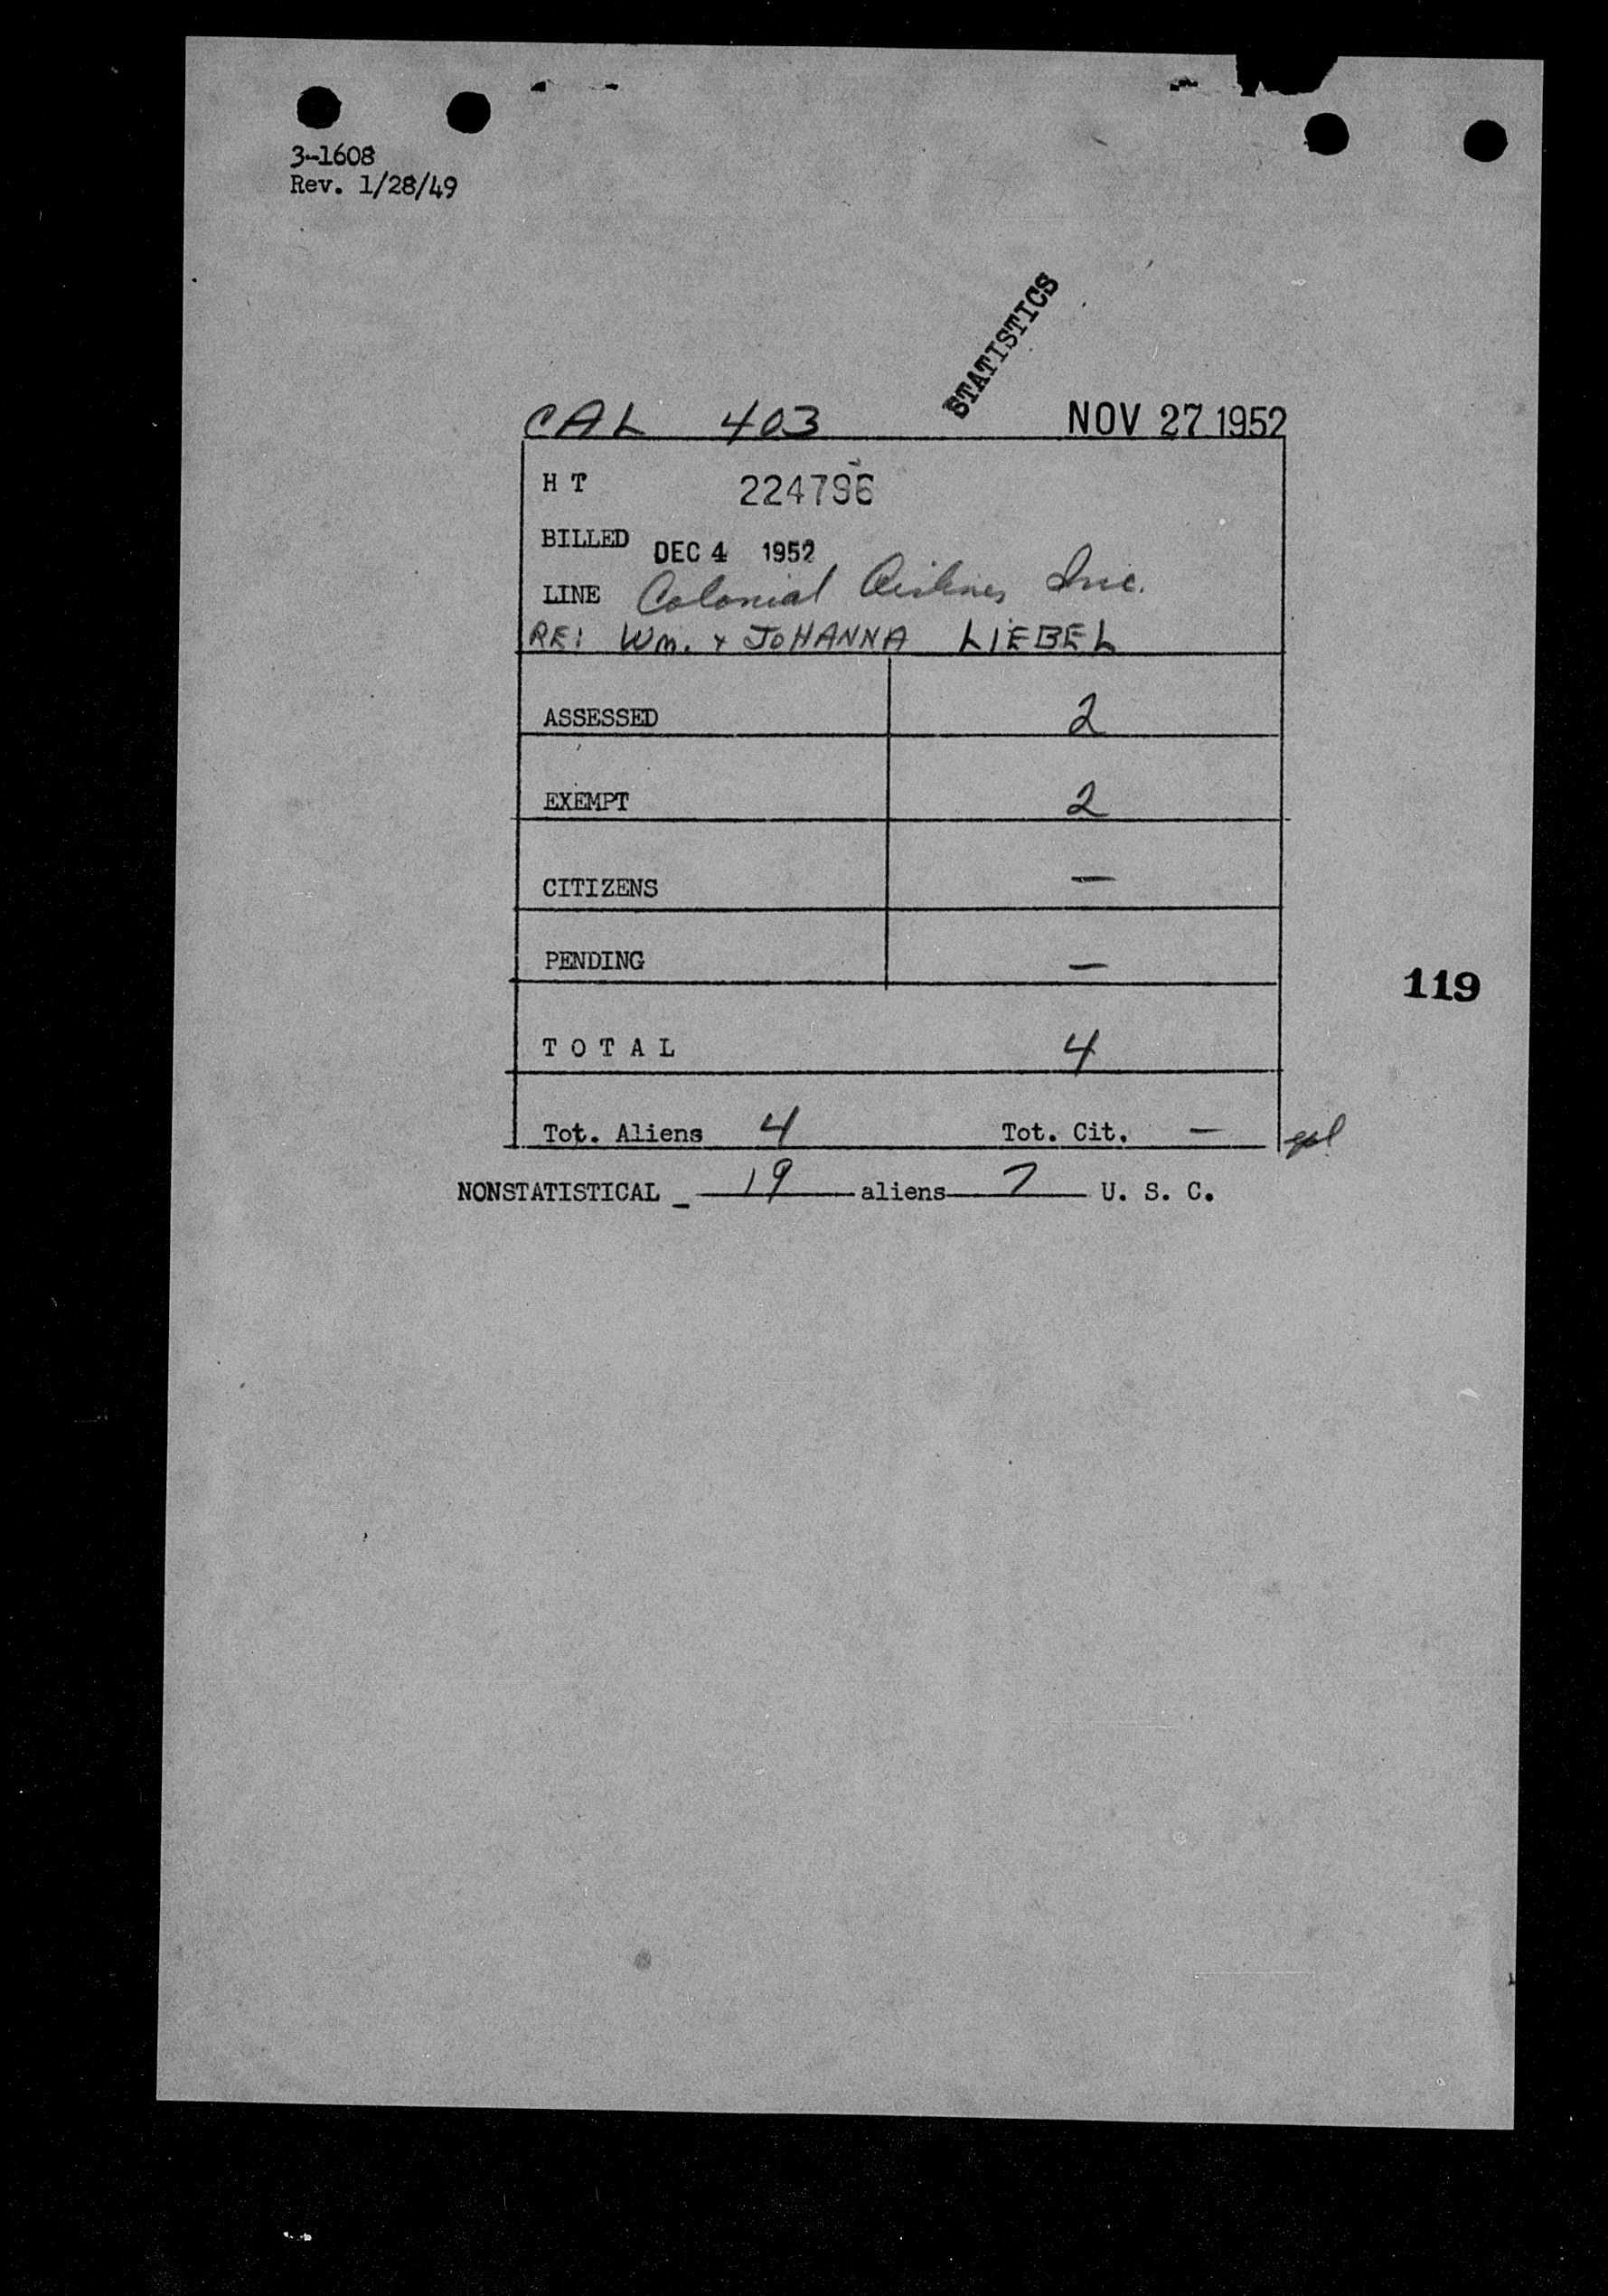 3-1608
Rev. 1/28/49
STATISTICS
CAL 403 NOV 27 1952
H T 224796
BILLED DEC 4 1952
LINE Colonial Airlines Inc.
RE: Wm. + JOHANNA LIEBEL
ASSESSED 2
EXEMPT 2
CITIZENS —
PENDING —
119
T O T A L 4
Tot. Aliens 4 Tot. Cit. —
NONSTATISTICAL - 19 aliens 7 U. S. C.